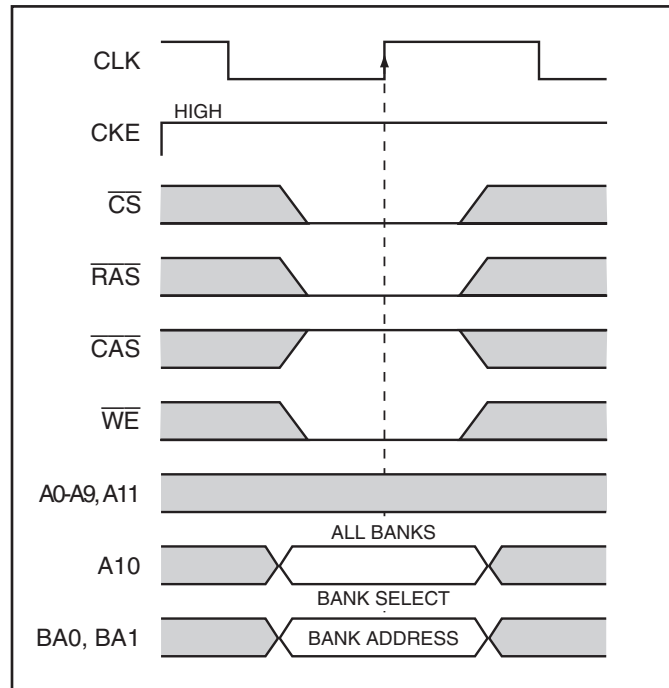 CLK
HIGH
CKE
CS
RAS
CAS
WE
A0-A9, A11
ALL BANKS
A10
BANK SELECT
BA0, BA1
BANK ADDRESS